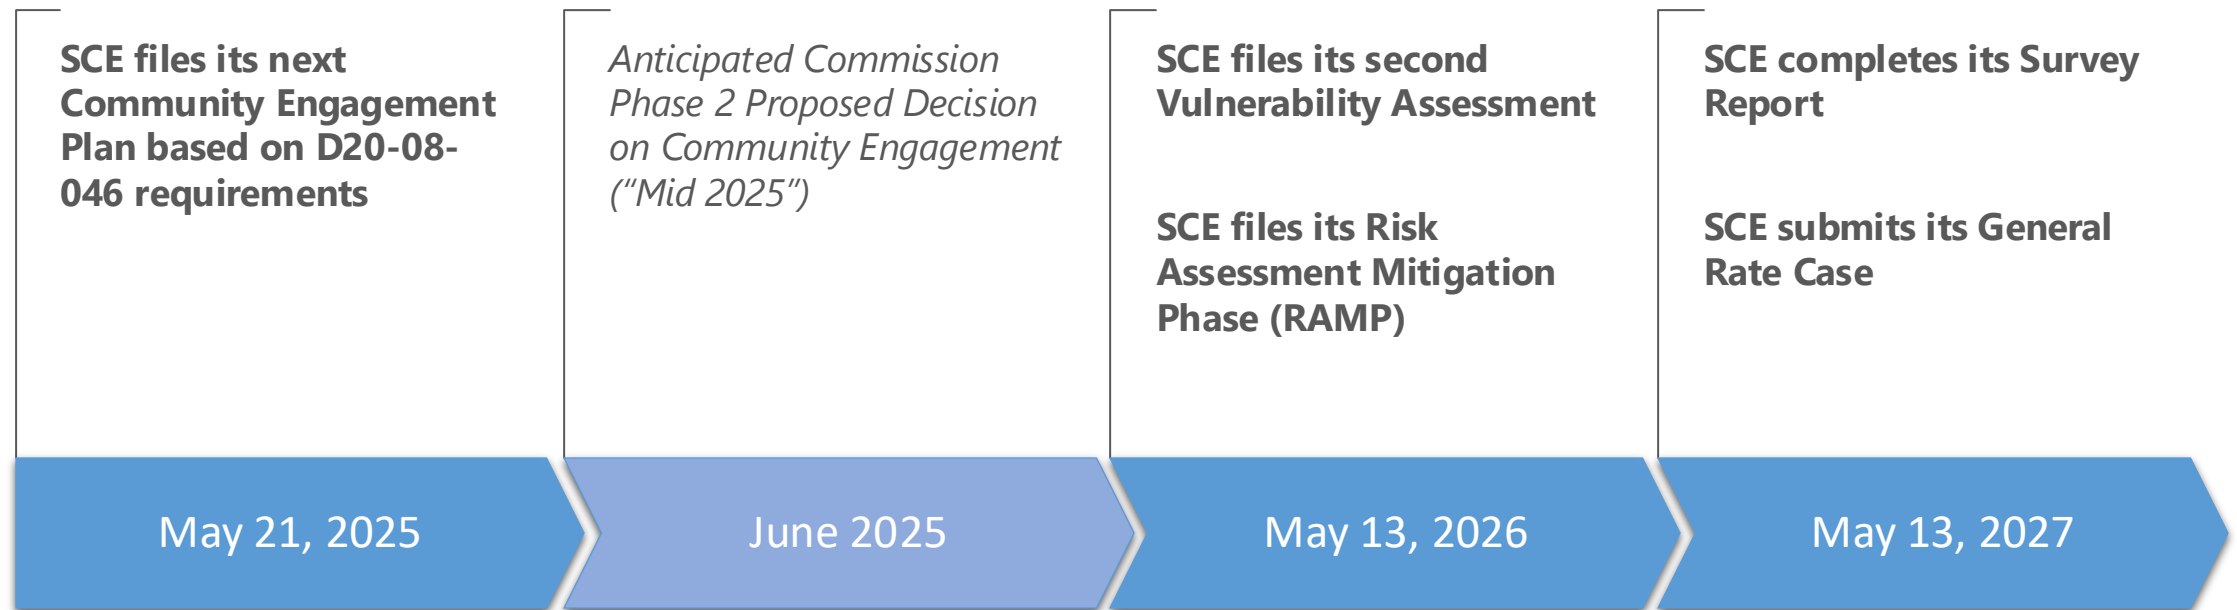 SCE files its next
Community Engagement
Plan based on D20-08-
046 requirements
Anticipated Commission
Phase 2 Proposed Decision
on Community Engagement
(“Mid 2025”)
SCE files its second
Vulnerability Assessment
SCE files its Risk
Assessment Mitigation
Phase (RAMP)
SCE completes its Survey
Report
SCE submits its General
Rate Case
May 21, 2025
June 2025
May 13, 2026
May 13, 2027